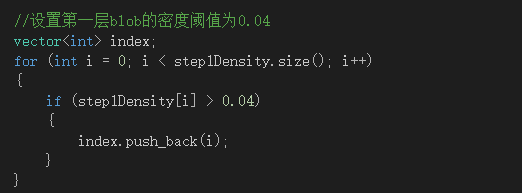 //设置第一层blob的密度阈值为0.04
vector<int> index;
for (int i = 0; i < step1Density.size(); i++)
{
if (step1Density[i] > 0.04)
{
index.push_back(i);
}
}